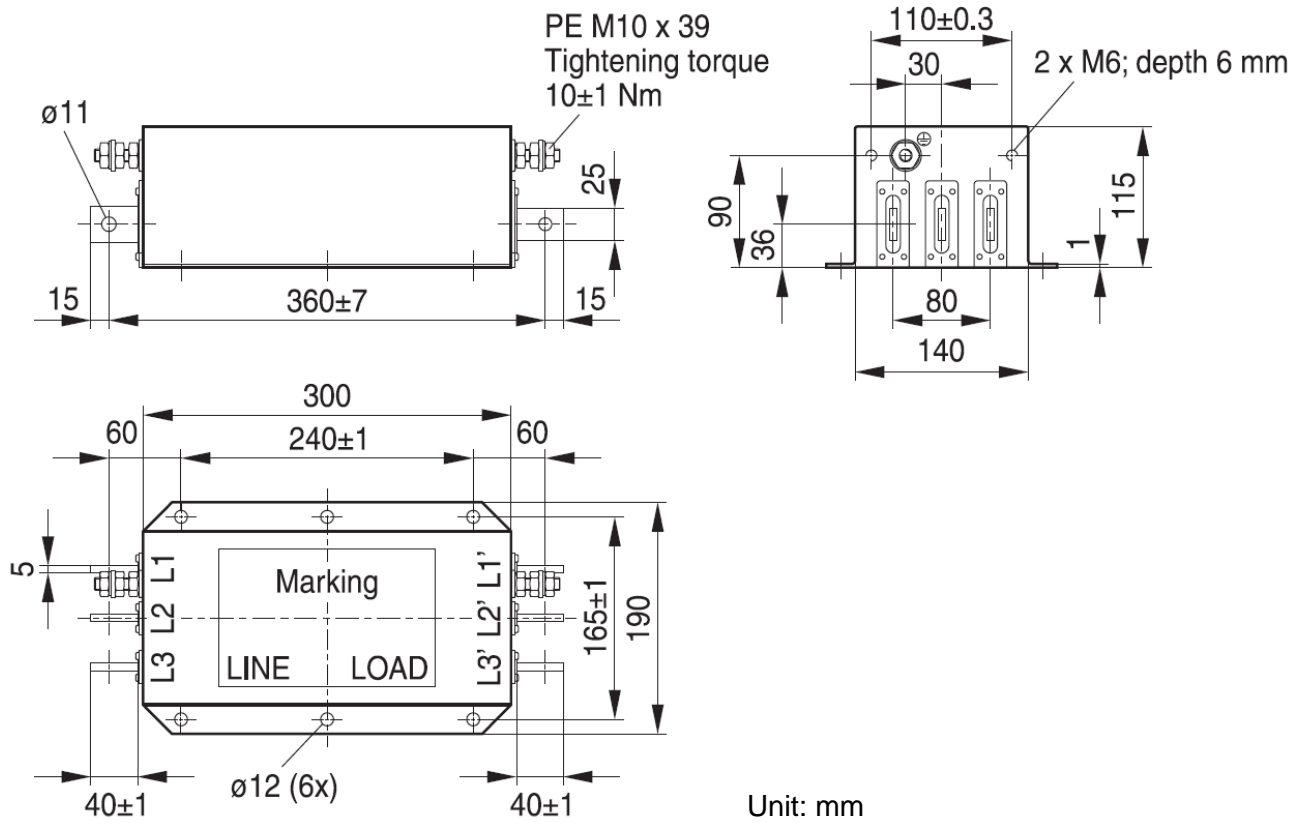 PE M10 x 39
Tightening torque
10±1 Nm
ø11
25
15
360±7
15
110±0.3
30
2 x M6; depth 6 mm
90
36
115
1
80
140
300
60
240±1
60
5
L1
L2
L3
Marking
LINE
LOAD
L1'
L2'
L3'
165±1
190
ø12 (6x)
40±1
40±1
Unit: mm